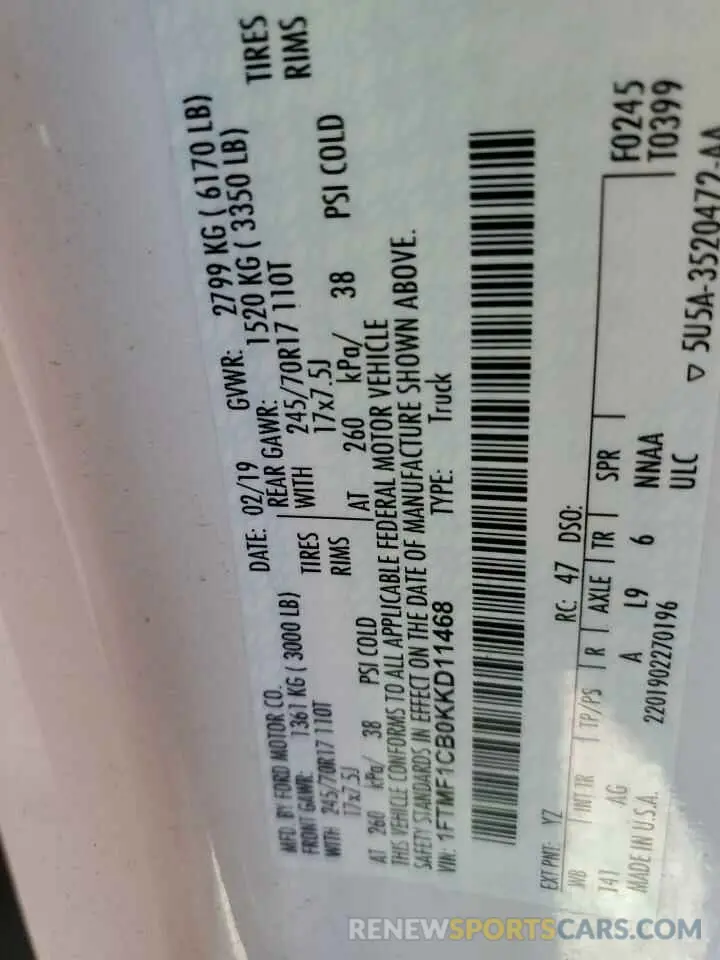 MFD. BY FORD MOTOR CO.
DATE: 02/19 GVWR: 2799 KG ( 6170 LB)
FRONT GAWR: 1361 KG ( 3000 LB)
REAR GAWR: 1520 KG ( 3350 LB)
WITH 245/70R17 110T TIRES
WITH 245/70R17 110T TIRES
17x7.5J RIMS
17x7.5J RIMS
AT 260 kPa/ 38 PSI COLD
AT 260 kPa/ 38 PSI COLD
THIS VEHICLE CONFORMS TO ALL APPLICABLE FEDERAL MOTOR VEHICLE
SAFETY STANDARDS IN EFFECT ON THE DATE OF MANUFACTURE SHOWN ABOVE.
VIN: 1FTMF1CB0KKD11468 TYPE: Truck
F0245
T0399
EXT PNT: YZ RC: 47 DSO:
WB INT TR TP/PS R AXLE TR SPR
141 AG A L9 6 NNAA
MADE IN U.S.A. 2201902270196 ULC
▽ 5U5A-3520472-AA
RENEWSPORTSCARS.COM